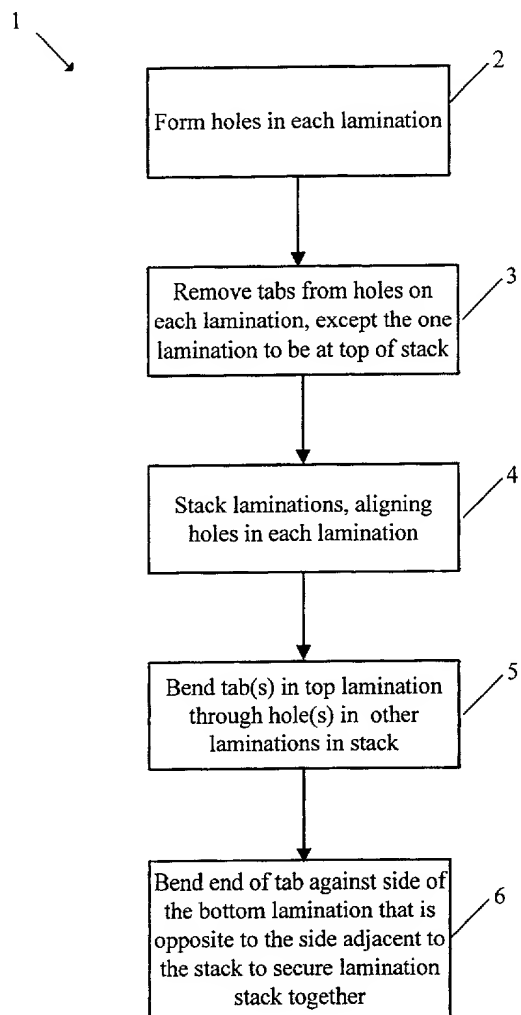 1
2
Form holes in each lamination
3
Remove tabs from holes on
each lamination, except the one
lamination to be at top of stack
4
Stack laminations, aligning
holes in each lamination
5
Bend tab(s) in top lamination
through hole(s) in other
laminations in stack
6
Bend end of tab against side of
the bottom lamination that is
opposite to the side adjacent to
the stack to secure lamination
stack together